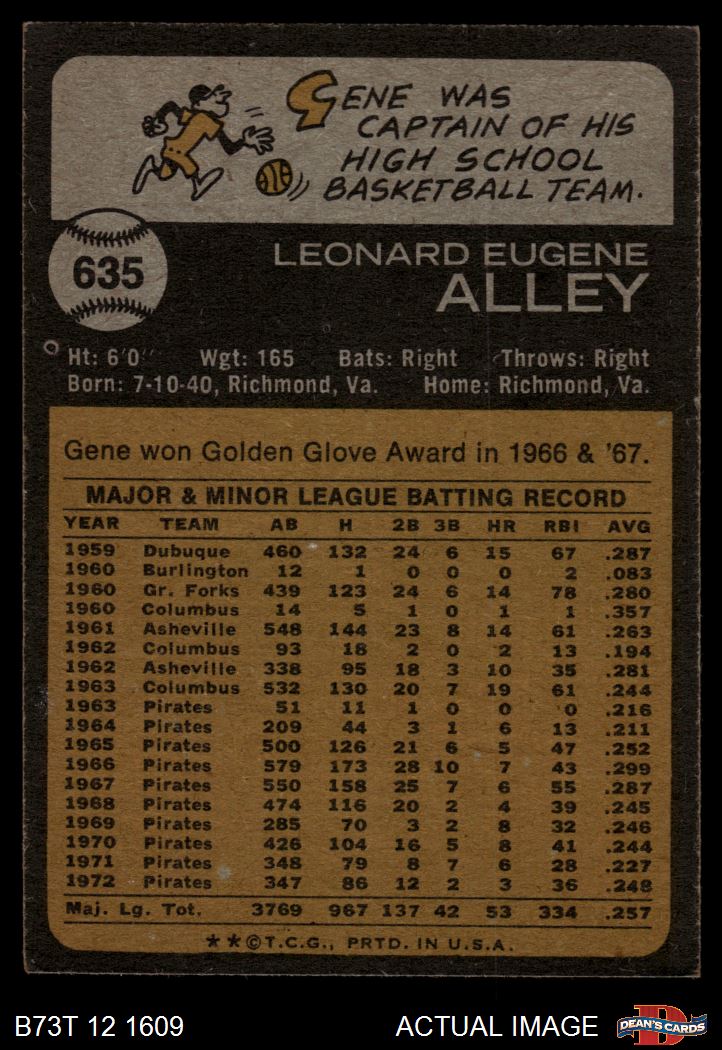 GENE WAS
CAPTAIN OF HIS
HIGH SCHOOL
BASKETBALL TEAM.
635
LEONARD EUGENE
ALLEY
Ht: 6'0" Wgt: 165 Bats: Right Throws: Right
Born: 7-10-40, Richmond, Va. Home: Richmond, Va.
Gene won Golden Glove Award in 1966 & '67.
MAJOR & MINOR LEAGUE BATTING RECORD
YEAR TEAM AB H 2B 3B HR RBI AVG
1959 Dubuque 460 132 24 6 15 67 .287
1960 Burlington 12 1 0 0 0 2 .083
1960 Gr. Forks 439 123 24 6 14 78 .280
1960 Columbus 14 5 1 0 1 1 .357
1961 Asheville 548 144 23 8 14 61 .263
1962 Columbus 93 18 2 0 2 13 .194
1962 Asheville 338 95 18 3 10 35 .281
1963 Columbus 532 130 20 7 19 61 .244
1963 Pirates 51 11 1 0 0 0 .216
1964 Pirates 209 44 3 1 6 13 .211
1965 Pirates 500 126 21 6 5 47 .252
1966 Pirates 579 173 28 10 7 43 .299
1967 Pirates 550 158 25 7 6 55 .287
1968 Pirates 474 116 20 2 4 39 .245
1969 Pirates 285 70 3 2 8 32 .246
1970 Pirates 426 104 16 5 8 41 .244
1971 Pirates 348 79 8 7 6 28 .227
1972 Pirates 347 86 12 2 3 36 .248
Maj. Lg. Tot. 3769 967 137 42 53 334 .257
**©T.C.G., PRTD. IN U.S.A.
B73T 12 1609 ACTUAL IMAGE
D
DEAN'S CARDS